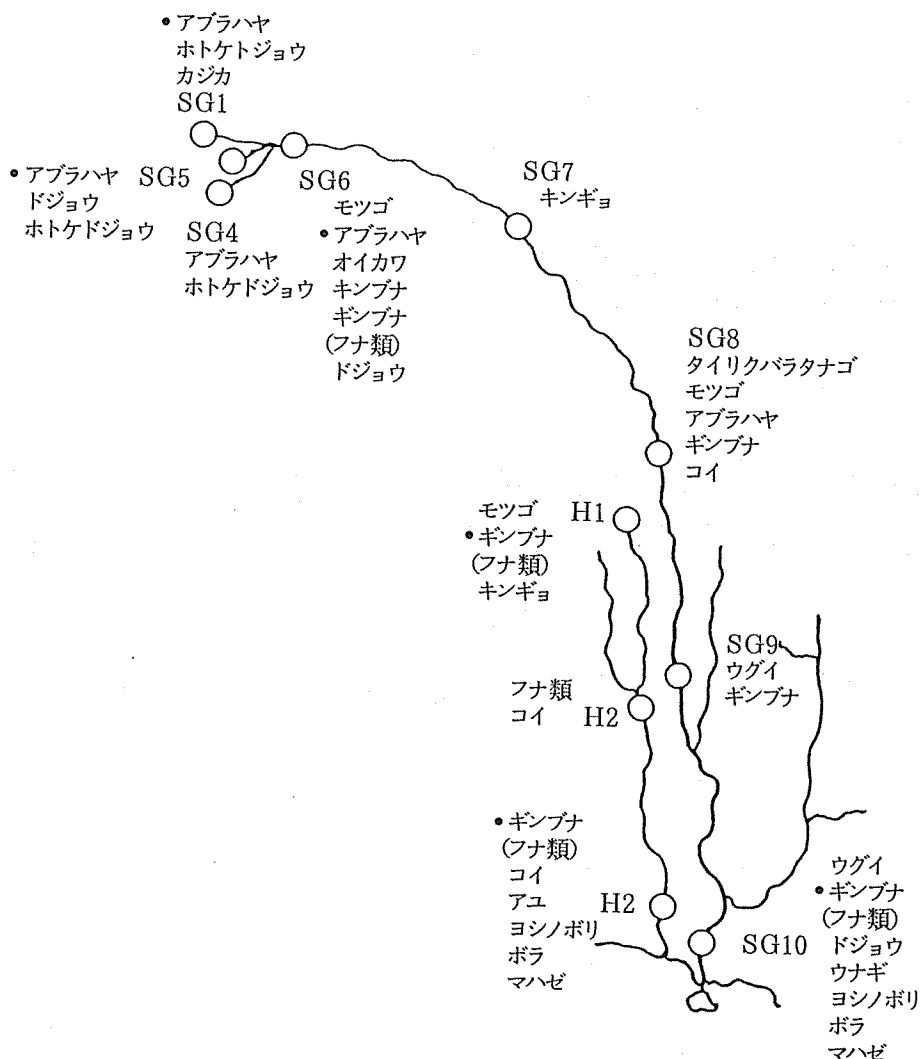 • アブラハヤ
ホトケトジョウ
カジカ
SG1
• アブラハヤ
ドジョウ
ホトケドジョウ
SG5
SG4
アブラハヤ
ホトケドジョウ
SG6
モツゴ
• アブラハヤ
オイカワ
キンブナ
ギンブナ
(フナ類)
ドジョウ
SG7
キンギョ
SG8
タイリクバラタナゴ
モツゴ
アブラハヤ
ギンブナ
コイ
モツゴ
• ギンブナ
(フナ類)
キンギョ
H1
SG9
ウグイ
ギンブナ
フナ類
コイ
H2
• ギンブナ
(フナ類)
コイ
アユ
ヨシノボリ
ボラ
マハゼ
H2
SG10
ウグイ
• ギンブナ
(フナ類)
ドジョウ
ウナギ
ヨシノボリ
ボラ
マハゼ